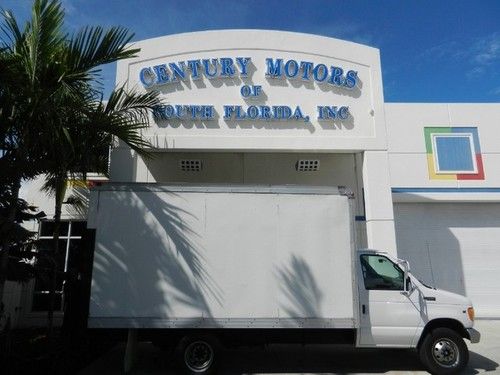 CENTURY MOTORS
OF
SOUTH FLORIDA, INC